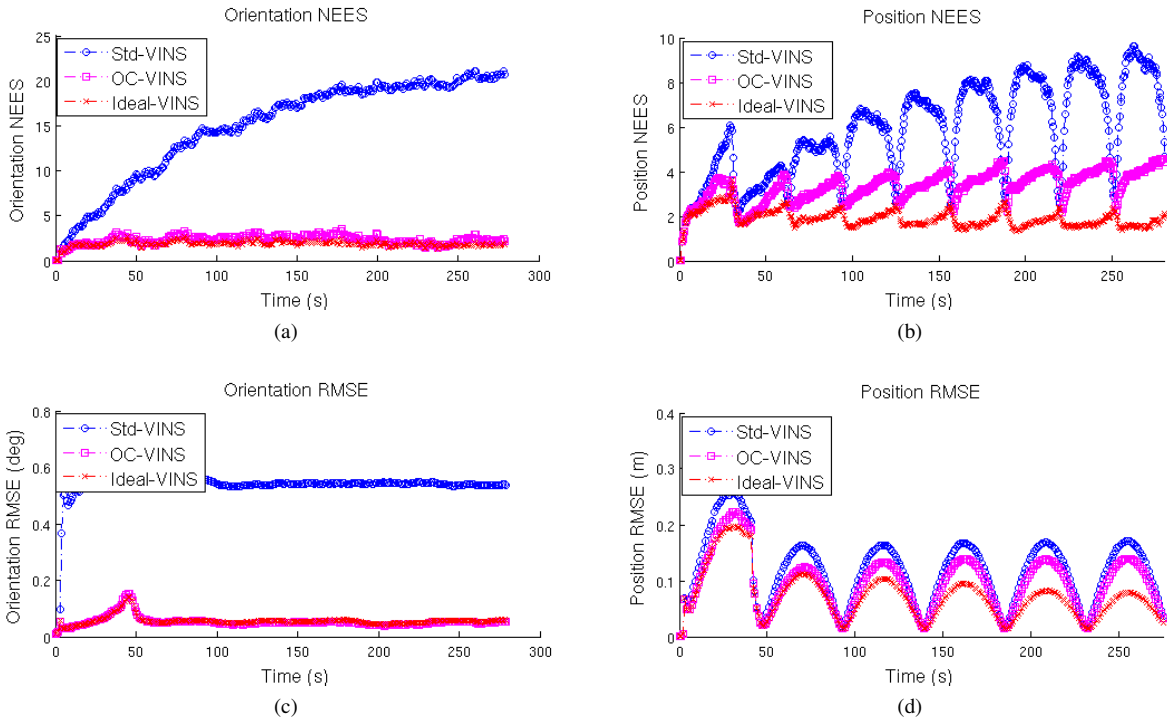 Orientation NEES
Orientation NEES
25
20
15
10
5
0
Std-VINS
OC-VINS
Ideal-VINS
0 50 100 150 200 250 300
Time (s)
(a)
Position NEES
Position NEES
10
8
6
4
2
0
Std-VINS
OC-VINS
Ideal-VINS
0 50 100 150 200 250
Time (s)
(b)
Orientation RMSE
Orientation RMSE (deg)
0.8
0.6
0.4
0.2
0
Std-VINS
OC-VINS
Ideal-VINS
0 50 100 150 200 250 300
Time (s)
(c)
Position RMSE
Position RMSE (m)
0.4
0.3
0.2
0.1
0
Std-VINS
OC-VINS
Ideal-VINS
0 50 100 150 200 250
Time (s)
(d)